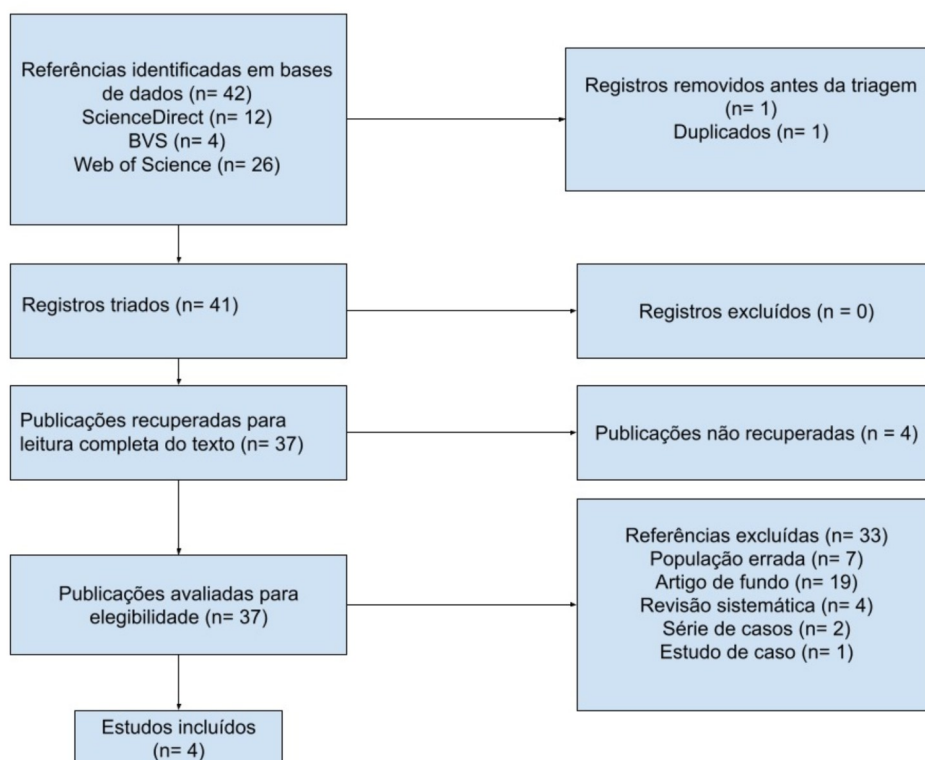 Referências identificadas em bases
de dados (n= 42)
ScienceDirect (n= 12)
BVS (n= 4)
Web of Science (n= 26)
Registros removidos antes da triagem
(n= 1)
Duplicados (n= 1)
Registros triados (n= 41)
Registros excluídos (n = 0)
Publicações recuperadas para
leitura completa do texto (n= 37)
Publicações não recuperadas (n = 4)
Publicações avaliadas para
elegibilidade (n= 37)
Referências excluídas (n= 33)
População errada (n= 7)
Artigo de fundo (n= 19)
Revisão sistemática (n= 4)
Série de casos (n= 2)
Estudo de caso (n= 1)
Estudos incluídos
(n= 4)